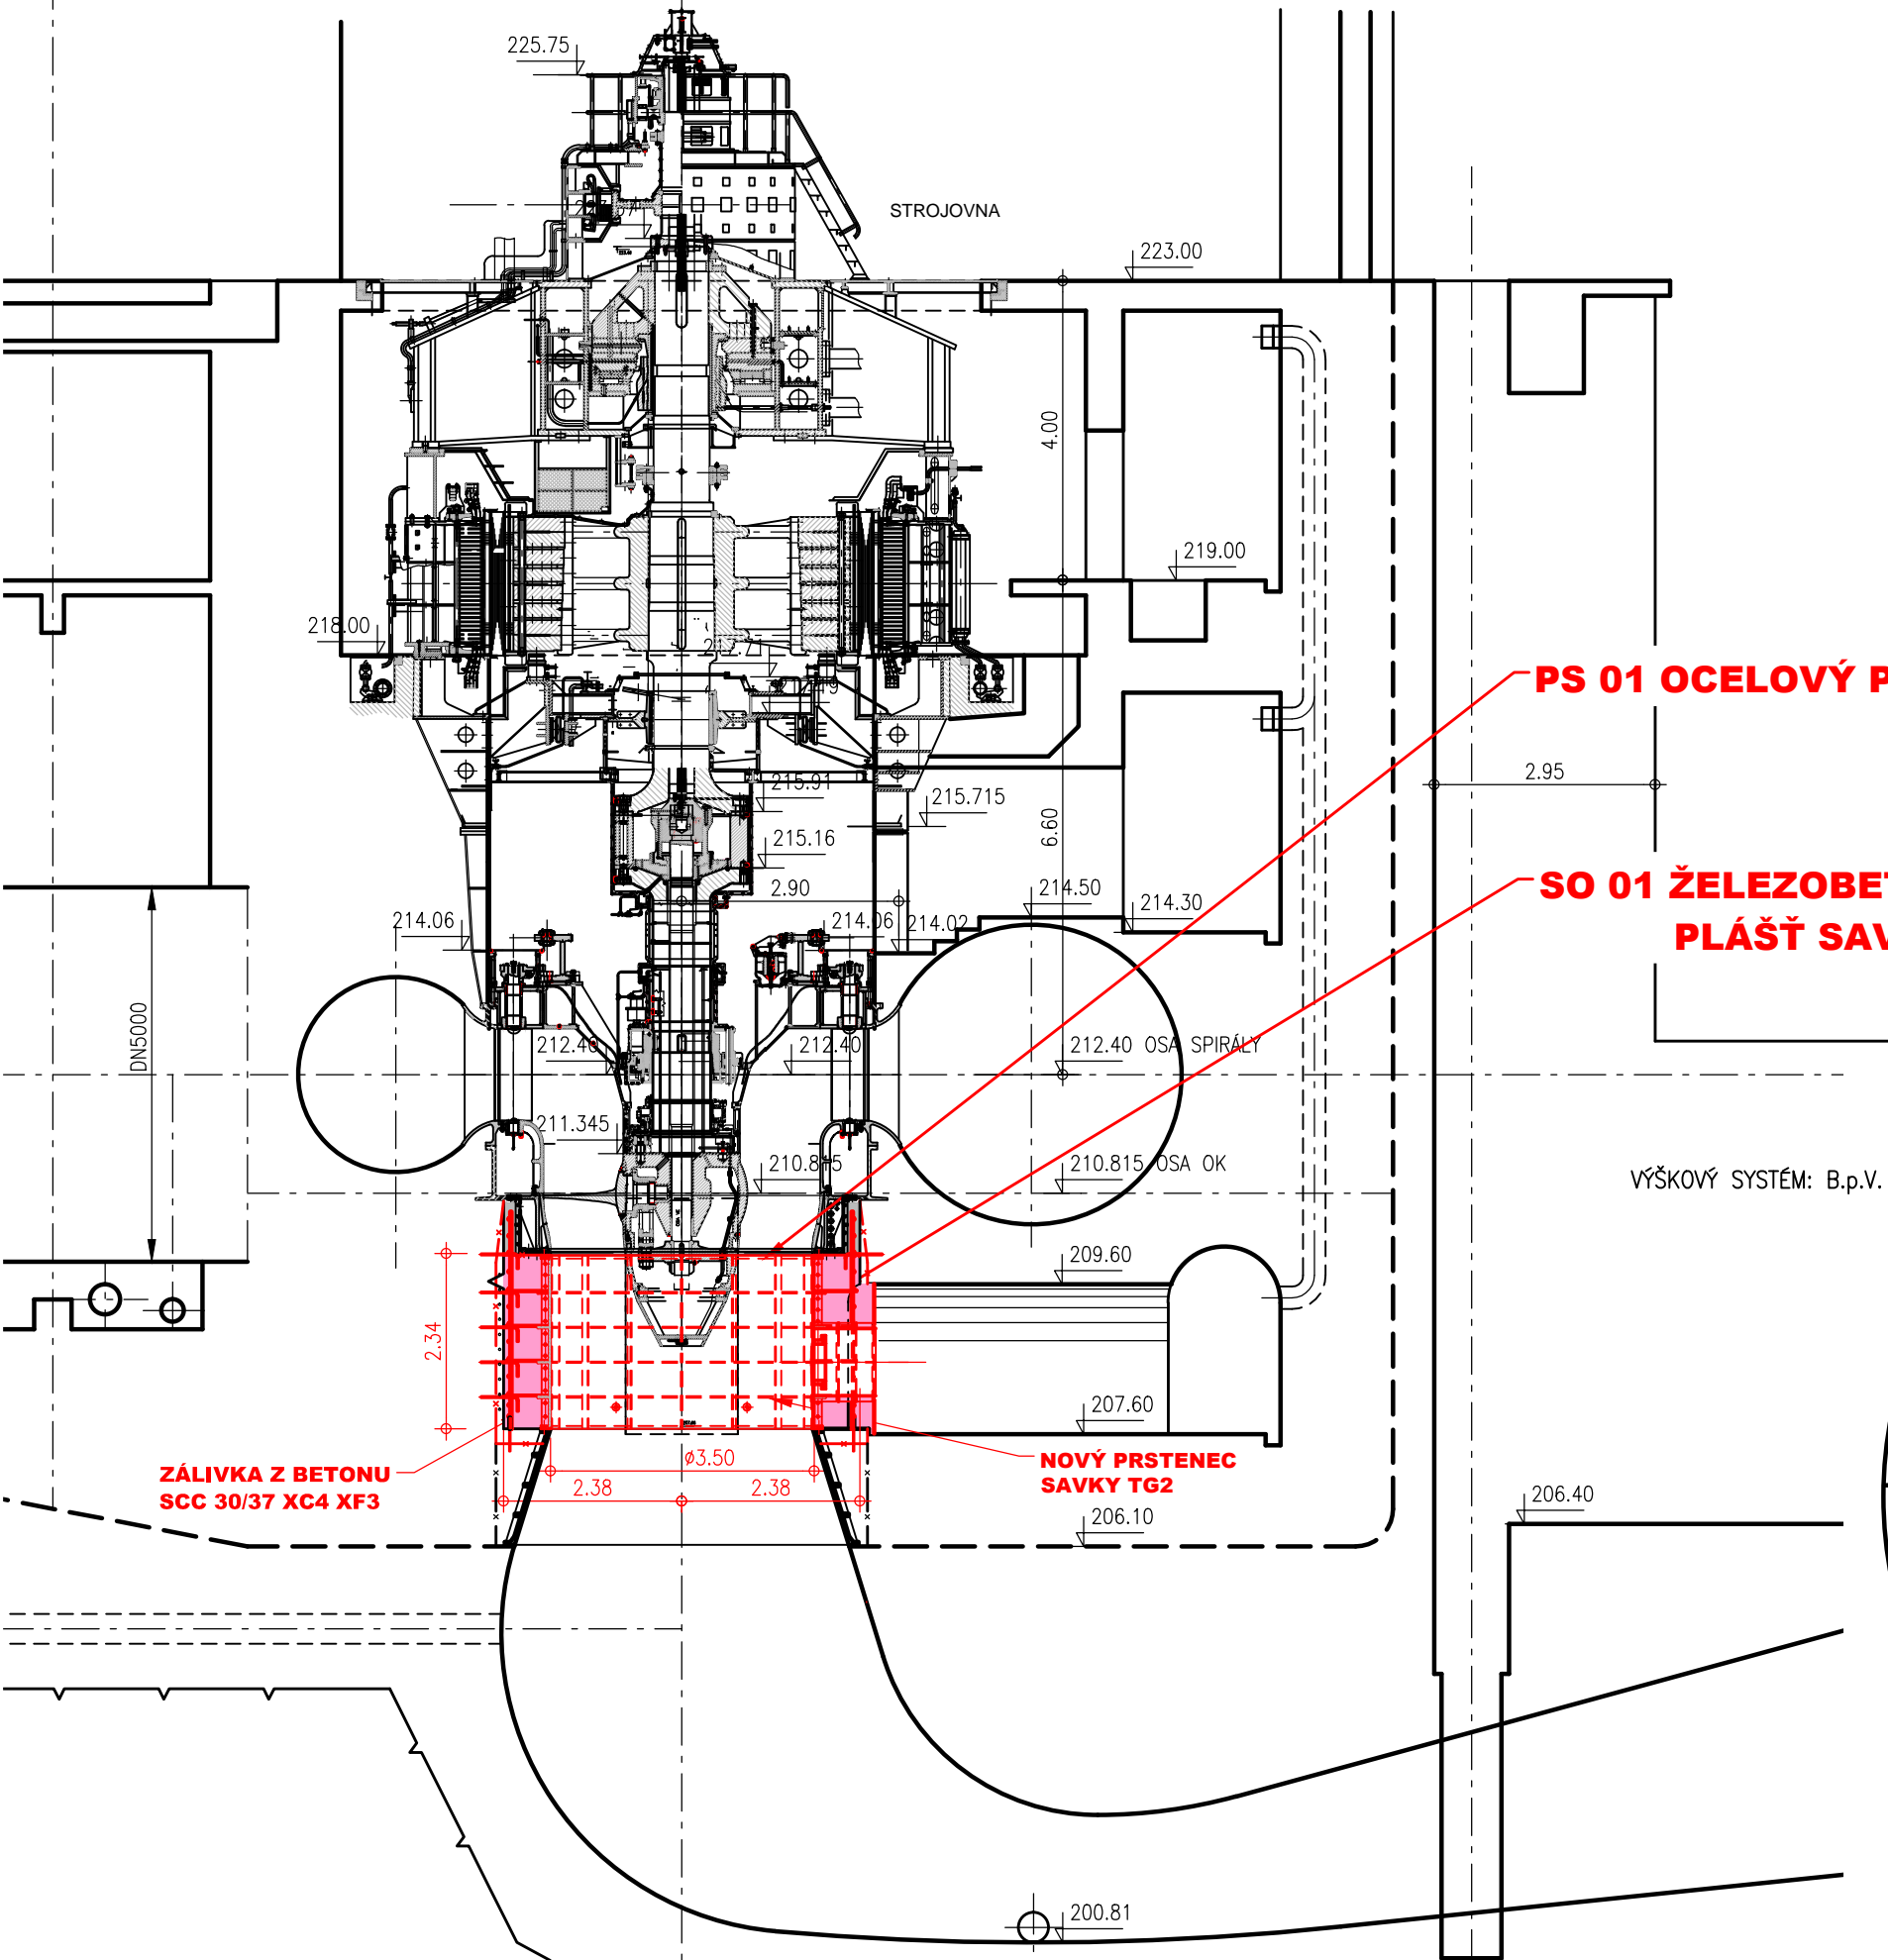 225.75
STROJOVNA
223.00
4.00
219.00
218.00
PS 01 OCELOVÝ P
2.95
215.91
215.715
215.16
6.60
2.90
214.50
214.30
SO 01 ŽELEZOBET
PLÁŠŤ SAV
214.06
214.06
214.02
DN5000
212.40
212.40
212.40 OSA SPIRÁLY
211.345
210.815
210.815 OSA OK
VÝŠKOVÝ SYSTÉM: B.p.V.
209.60
2.34
207.60
ZÁLIVKA Z BETONU
SCC 30/37 XC4 XF3
ø3.50
2.38
2.38
NOVÝ PRSTENEC
SAVKY TG2
206.40
206.10
200.81